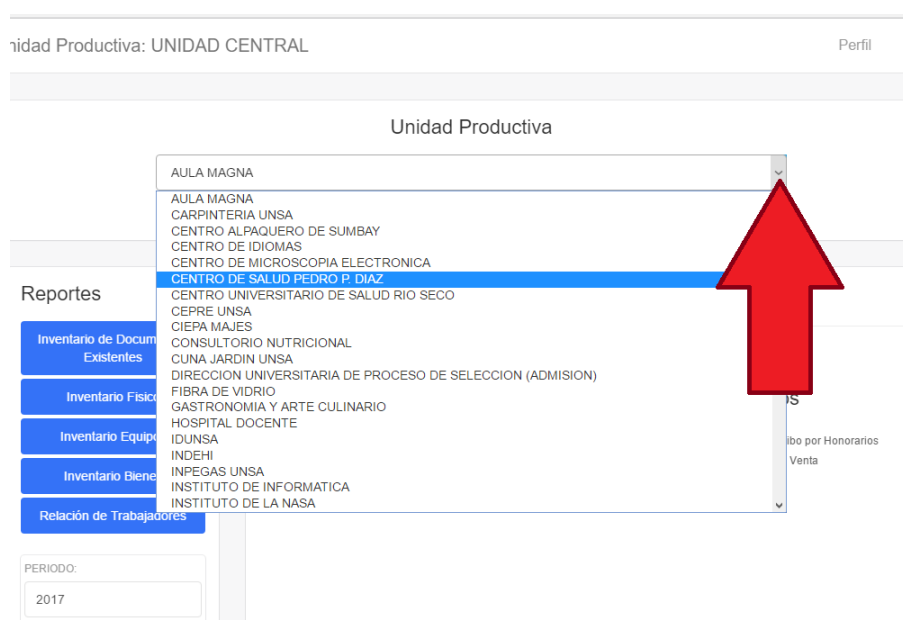 Unidad Productiva: UNIDAD CENTRAL
Perfil
Unidad Productiva
AULA MAGNA
AULA MAGNA
CARPINTERIA UNSA
CENTRO ALPAQUERO DE SUMBAY
CENTRO DE IDIOMAS
CENTRO DE MICROSCOPIA ELECTRONICA
CENTRO DE SALUD PEDRO P. DIAZ
CENTRO UNIVERSITARIO DE SALUD RIO SECO
CEPRE UNSA
CIEPA MAJES
CONSULTORIO NUTRICIONAL
CUNA JARDIN UNSA
DIRECCION UNIVERSITARIA DE PROCESO DE SELECCION (ADMISION)
FIBRA DE VIDRIO
GASTRONOMIA Y ARTE CULINARIO
HOSPITAL DOCENTE
IDUNSA
INDEHI
INPEGAS UNSA
INSTITUTO DE INFORMATICA
INSTITUTO DE LA NASA
Reportes
Inventario de Docum
Existentes
Inventario Físico
Inventario Equipo
Inventario Biene
Relación de Trabajadores
PERIODO:
2017
os
ibo por Honorarios
Venta